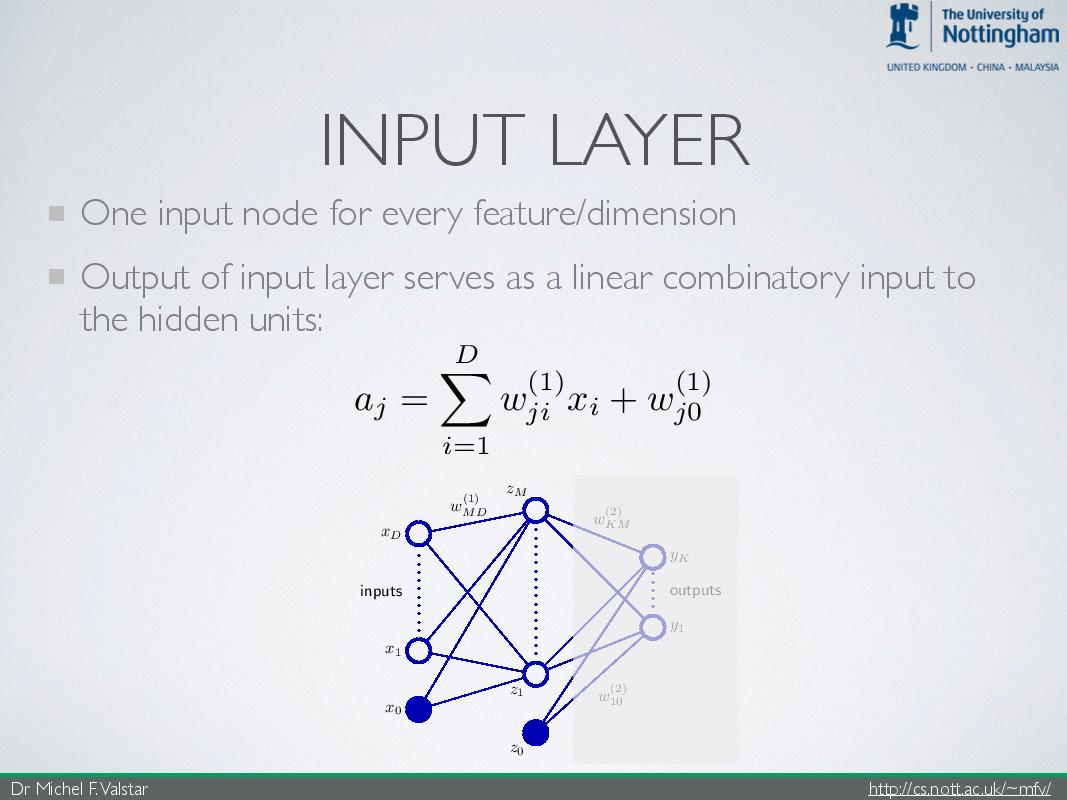 The University of
Nottingham
UNITED KINGDOM · CHINA · MALAYSIA
INPUT LAYER
One input node for every feature/dimension
Output of input layer serves as a linear combinatory input to
the hidden units:
$a_j = \sum_{i=1}^{D} w_{ji}^{(1)} x_i + w_{j0}^{(1)}$
$z_M$
$w_{MD}^{(1)}$
$w_{KM}^{(2)}$
$x_D$
$y_K$
inputs
outputs
$y_1$
$x_1$
$z_1$
$w_{10}^{(2)}$
$x_0$
$z_0$
Dr Michel F. Valstar
http://cs.nott.ac.uk/~mfv/